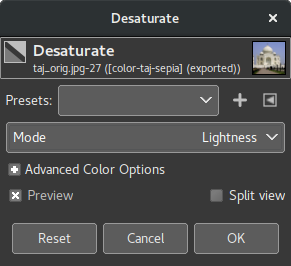 Desaturate
Desaturate
taj_orig.jpg-27 ([color-taj-sepia] (exported))
Presets:
Mode Lightness
Advanced Color Options
Preview Split view
Reset Cancel OK